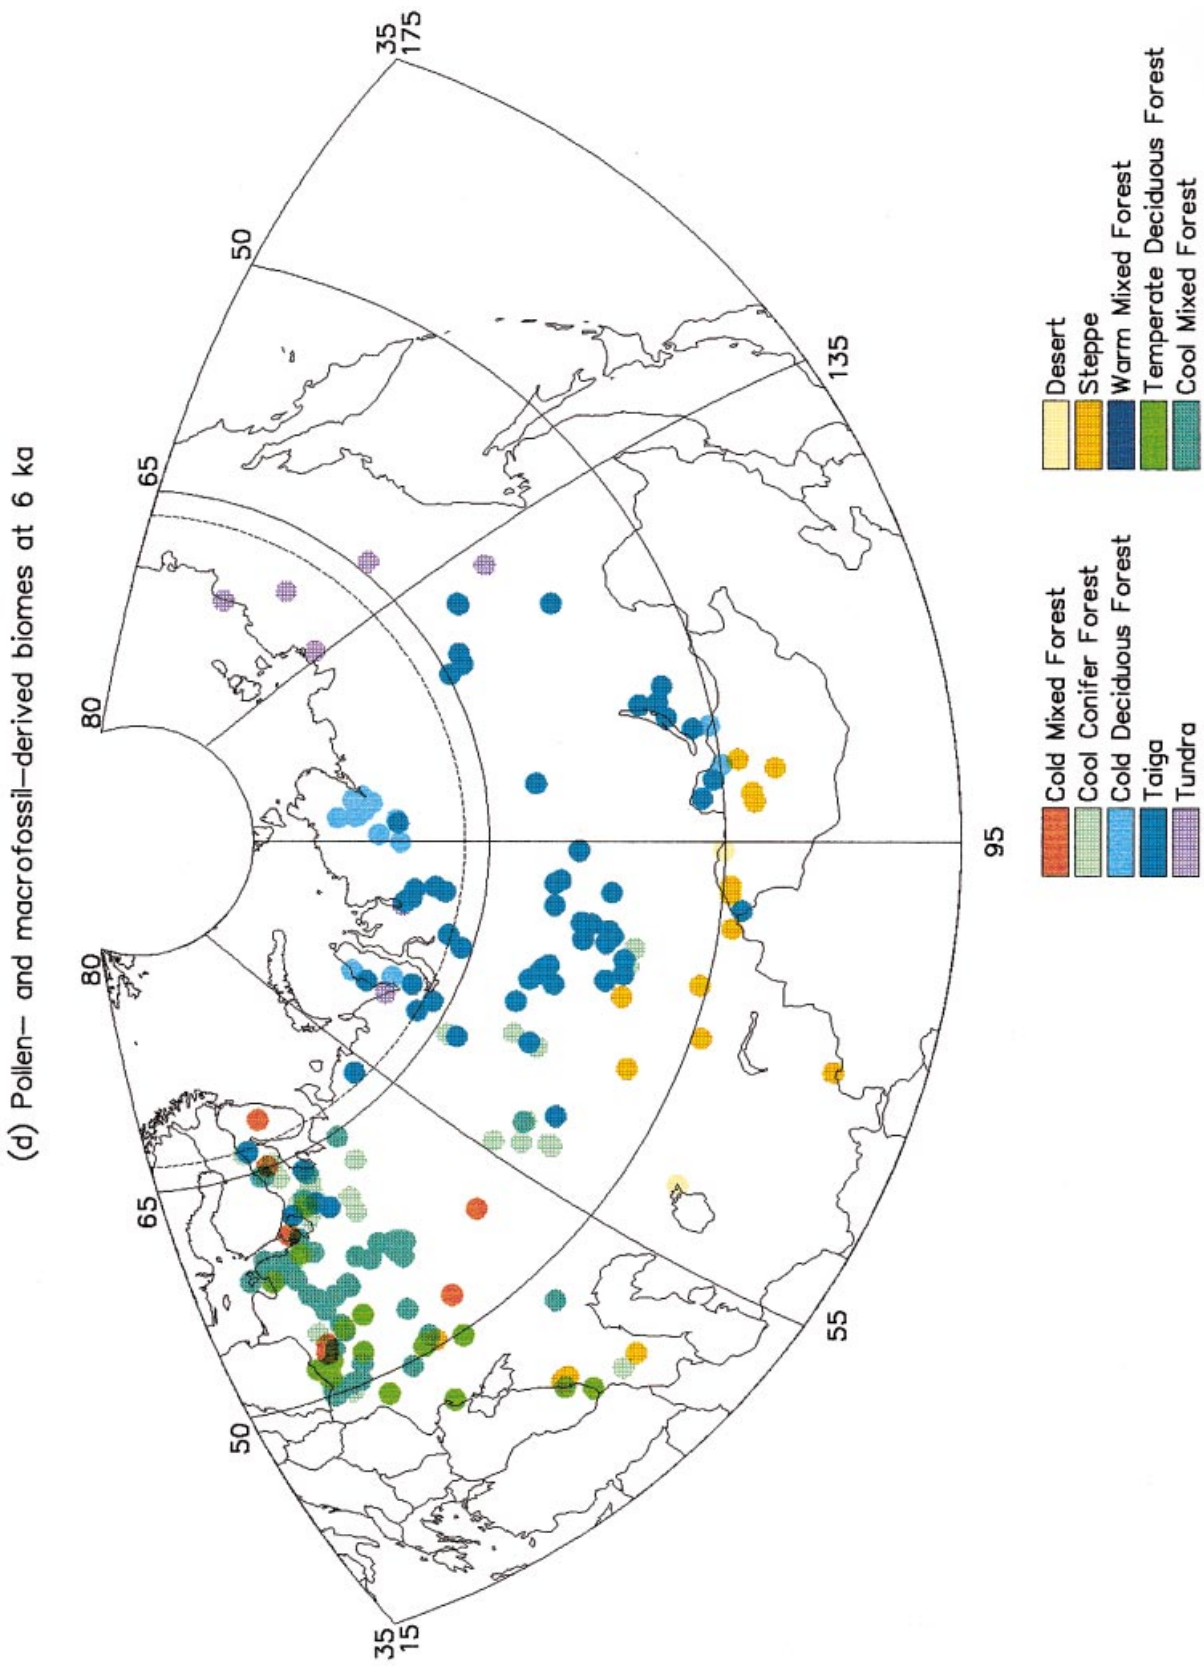 (d) Pollen- and macrofossil-derived biomes at 6 ka
35
15
50
65
80
80
65
50
35
175
55
95
135
Cold Mixed Forest
Cool Conifer Forest
Cold Deciduous Forest
Taiga
Tundra
Desert
Steppe
Warm Mixed Forest
Temperate Deciduous Forest
Cool Mixed Forest